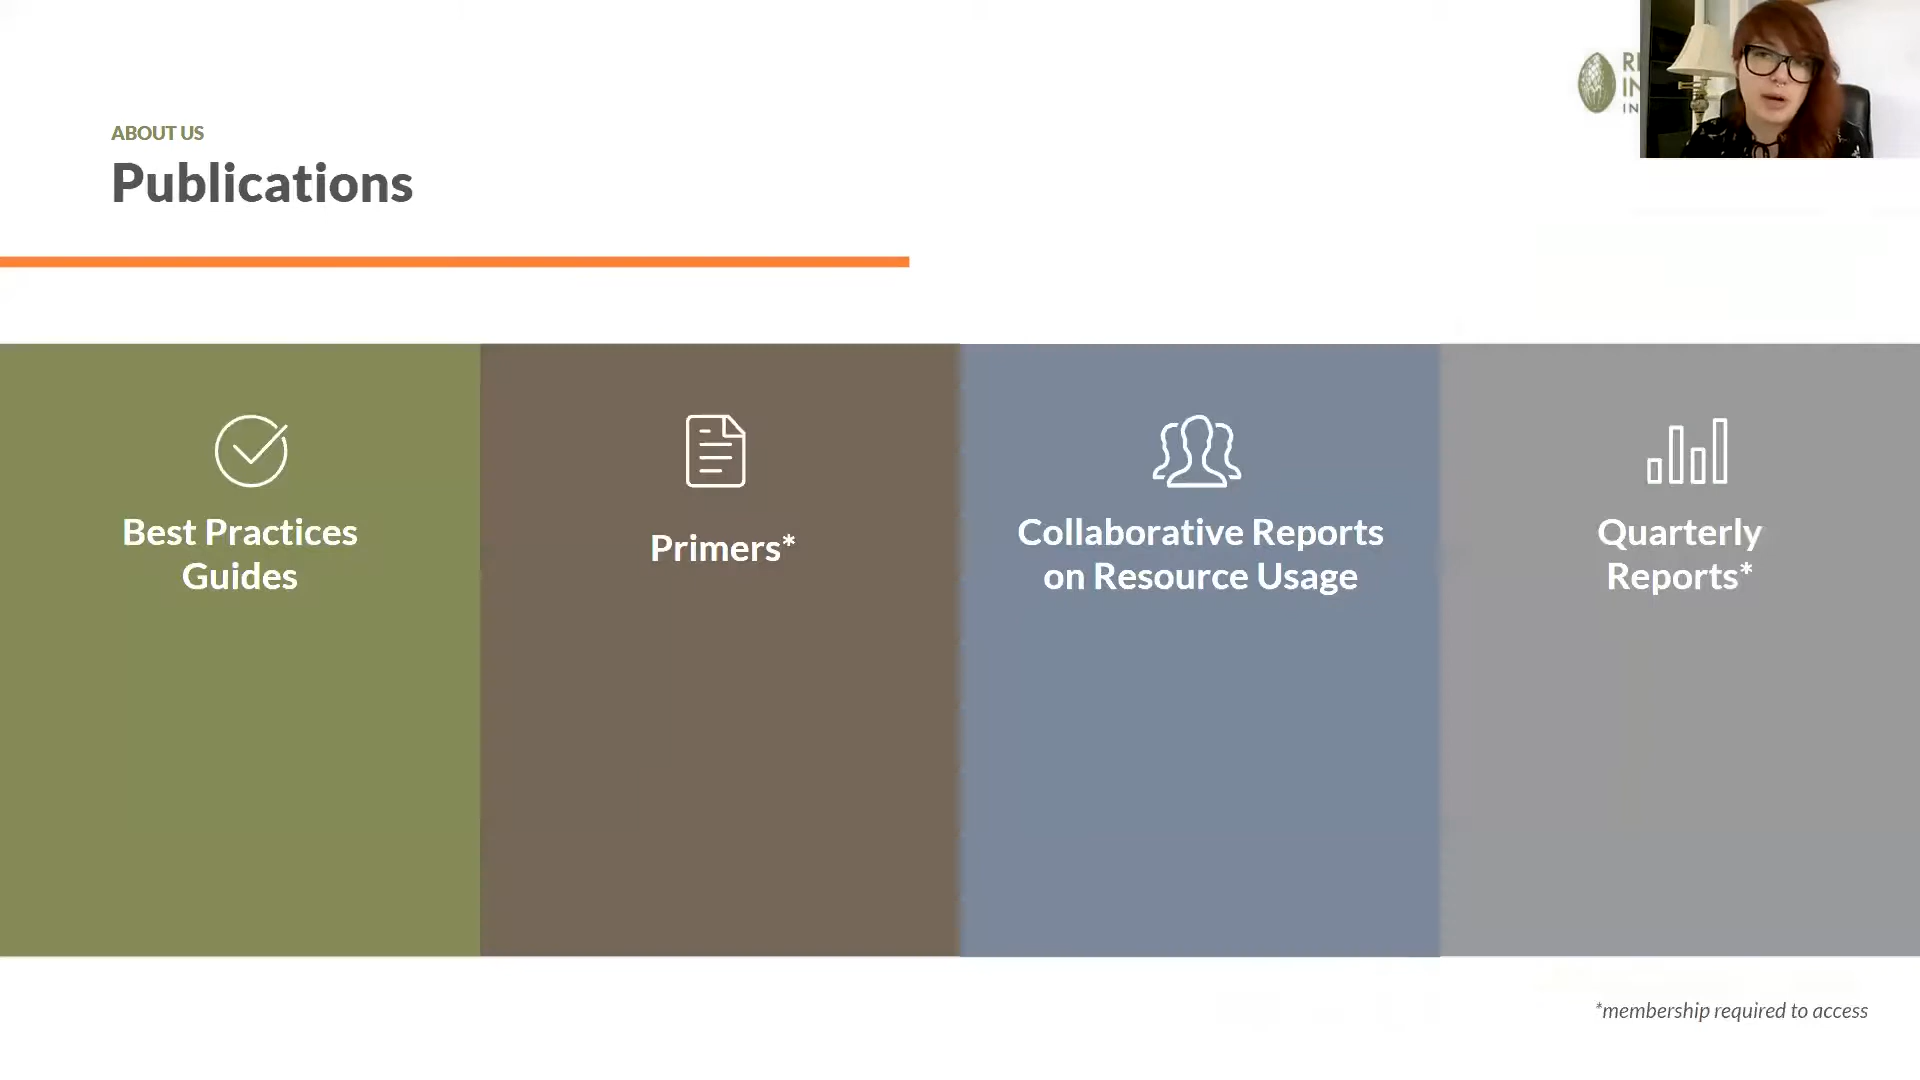 ABOUT US
Publications
Best Practices
Guides
Primers*
Collaborative Reports
on Resource Usage
Quarterly
Reports*
*membership required to access